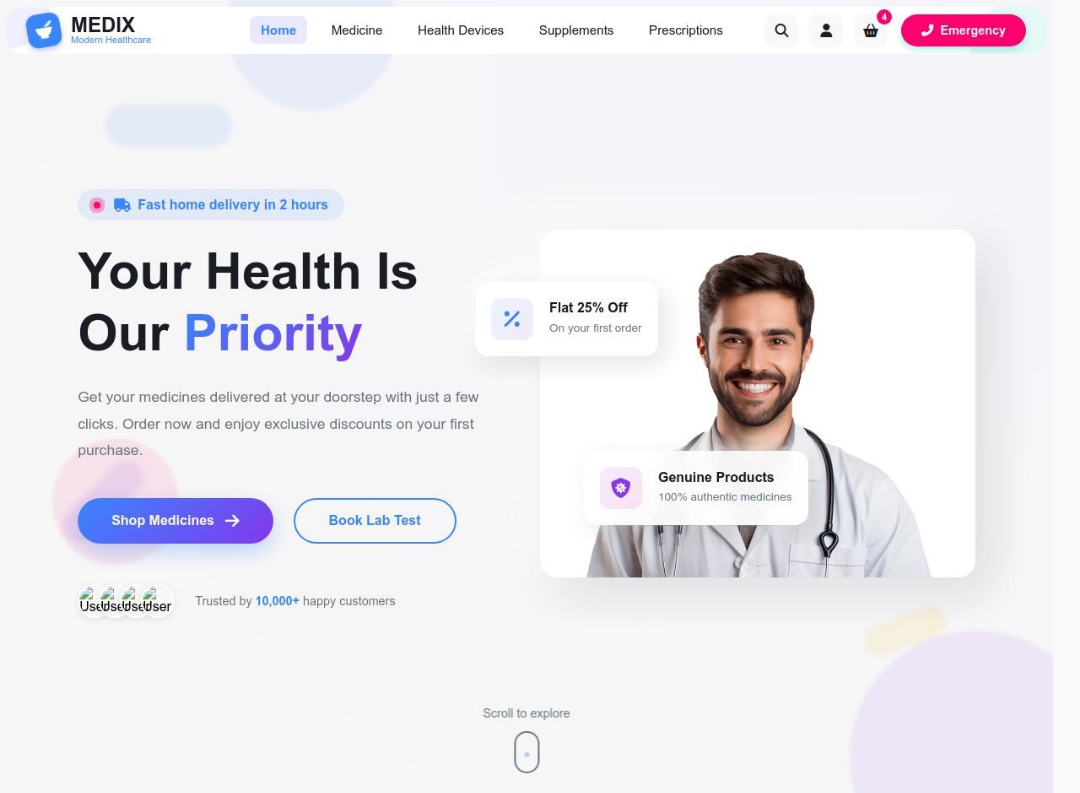 MEDIX
Modern Healthcare
Home
Medicine
Health Devices
Supplements
Prescriptions
4
Emergency
Fast home delivery in 2 hours
Your Health Is
Our Priority
Get your medicines delivered at your doorstep with just a few
clicks. Order now and enjoy exclusive discounts on your first
purchase.
Shop Medicines
Book Lab Test
User
Trusted by 10,000+ happy customers
Flat 25% Off
On your first order
Genuine Products
100% authentic medicines
Scroll to explore